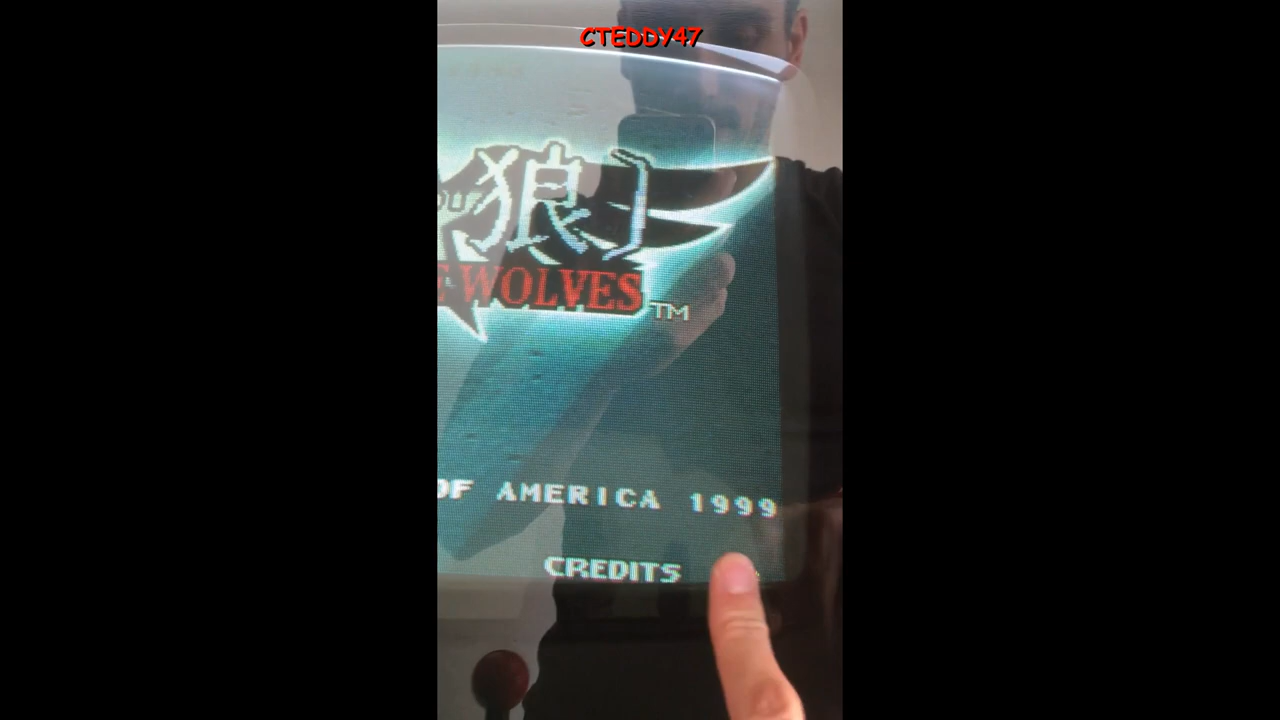 CTEDDY47
狼」
WOLVES TM
OF AMERICA 1999
CREDITS